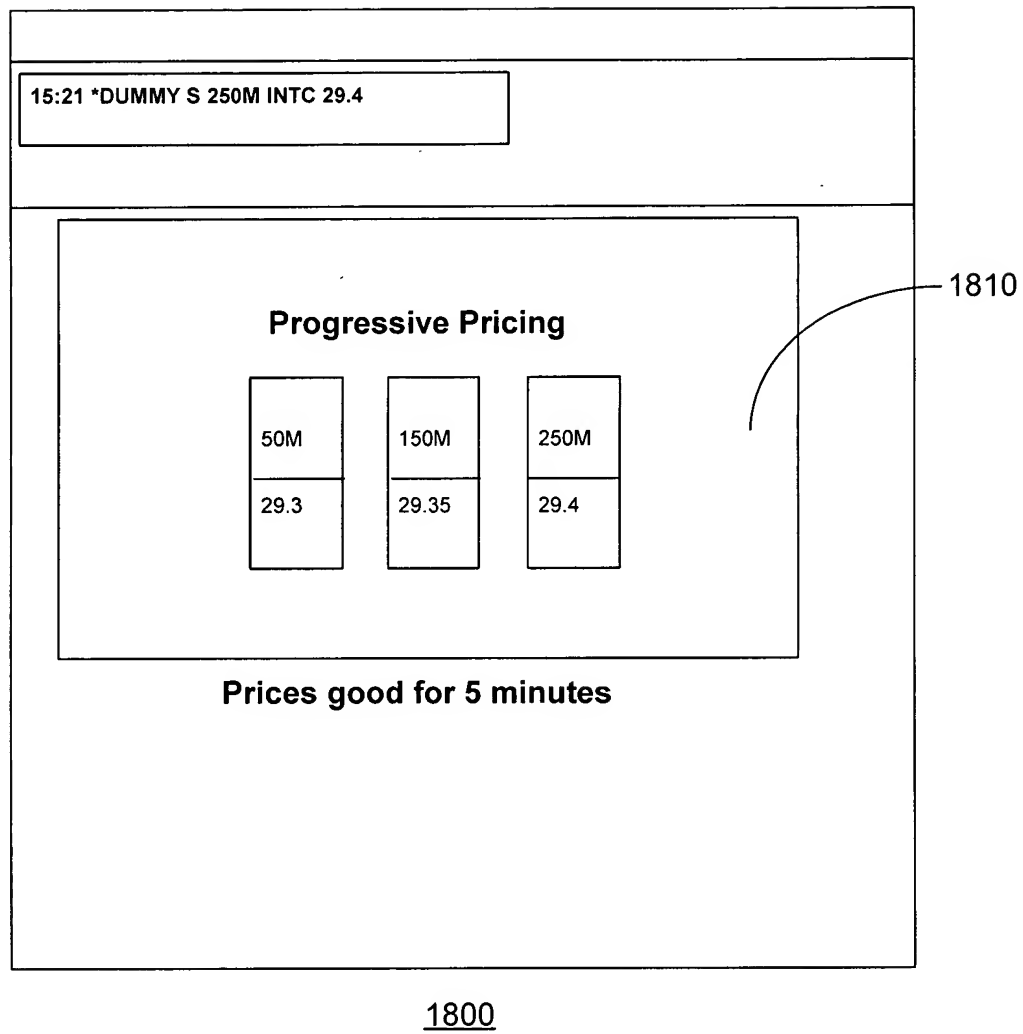 15:21 *DUMMY S 250M INTC 29.4
1810
Progressive Pricing
50M 150M 250M
29.3 29.35 29.4
Prices good for 5 minutes
1800